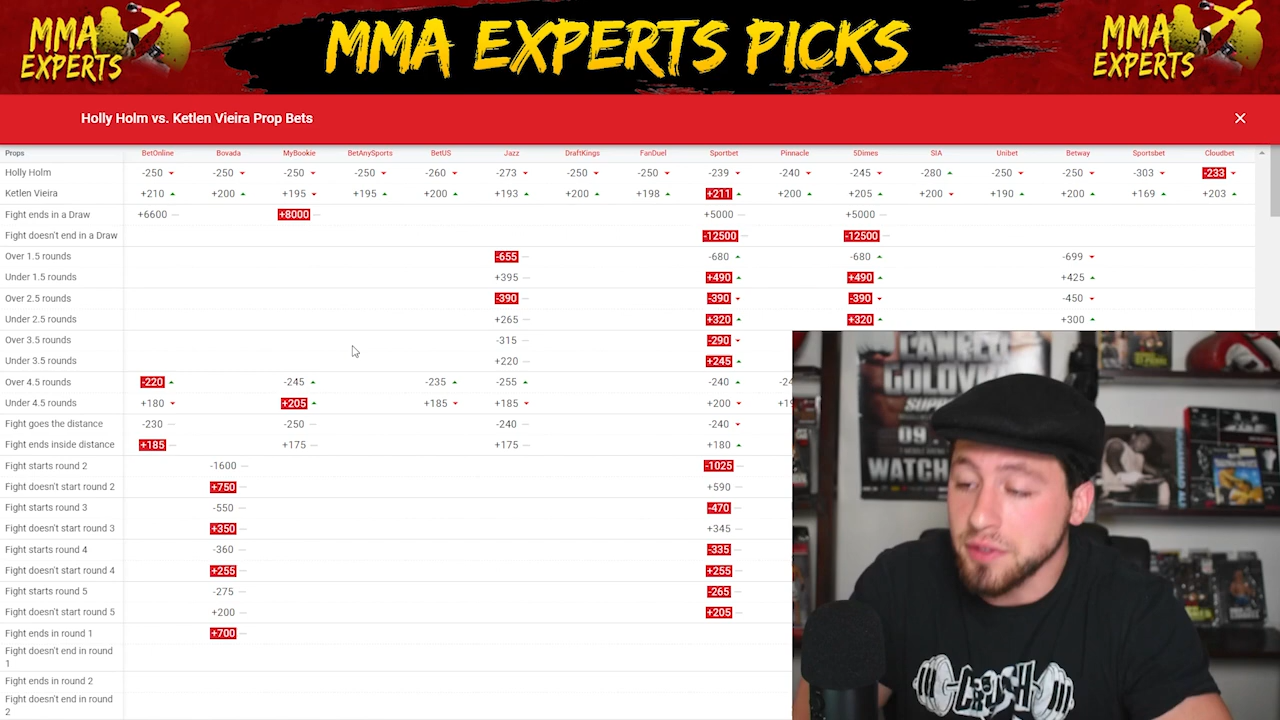 MMA EXPERTS
MMA EXPERTS PICKS
MMA EXPERTS
Holly Holm vs. Ketlen Vieira Prop Bets
Props BetOnline Bovada MyBookie BetAnySports BetUS Jazz DraftKings FanDuel Sportbet Pinnacle 5Dimes SIA Unibet Betway Sportsbet Cloudbet
Holly Holm -250 -250 -250 -250 -260 -273 -250 -250 -239 -240 -245 -280 -250 -250 -303 -233
Ketlen Vieira +210 +200 +195 +195 +200 +193 +200 +198 +211 +200 +205 +200 +190 +200 +169 +203
Fight ends in a Draw +6600 +8000 +5000 +5000
Fight doesn't end in a Draw -12500 -12500
Over 1.5 rounds -655 -680 -680 -699
Under 1.5 rounds +395 +490 +490 +425
Over 2.5 rounds -390 -390 -390 -450
Under 2.5 rounds +265 +320 +320 +300
Over 3.5 rounds -315 -290
Under 3.5 rounds +220 +245
Over 4.5 rounds -220 -245 -235 -255 -240 -24
Under 4.5 rounds +180 +205 +185 +185 +200 +19
Fight goes the distance -230 -250 -240 -240
Fight ends inside distance +185 +175 +175 +180
Fight starts round 2 -1600 -1025
Fight doesn't start round 2 +750 +590
Fight starts round 3 -550 -470
Fight doesn't start round 3 +350 +345
Fight starts round 4 -360 -335
Fight doesn't start round 4 +255 +255
Fight starts round 5 -275 -265
Fight doesn't start round 5 +200 +205
Fight ends in round 1 +700
Fight doesn't end in round
1
Fight ends in round 2
Fight doesn't end in round
2
CANELO
GOLOVK
SUP
09
WATCH
CRUSH